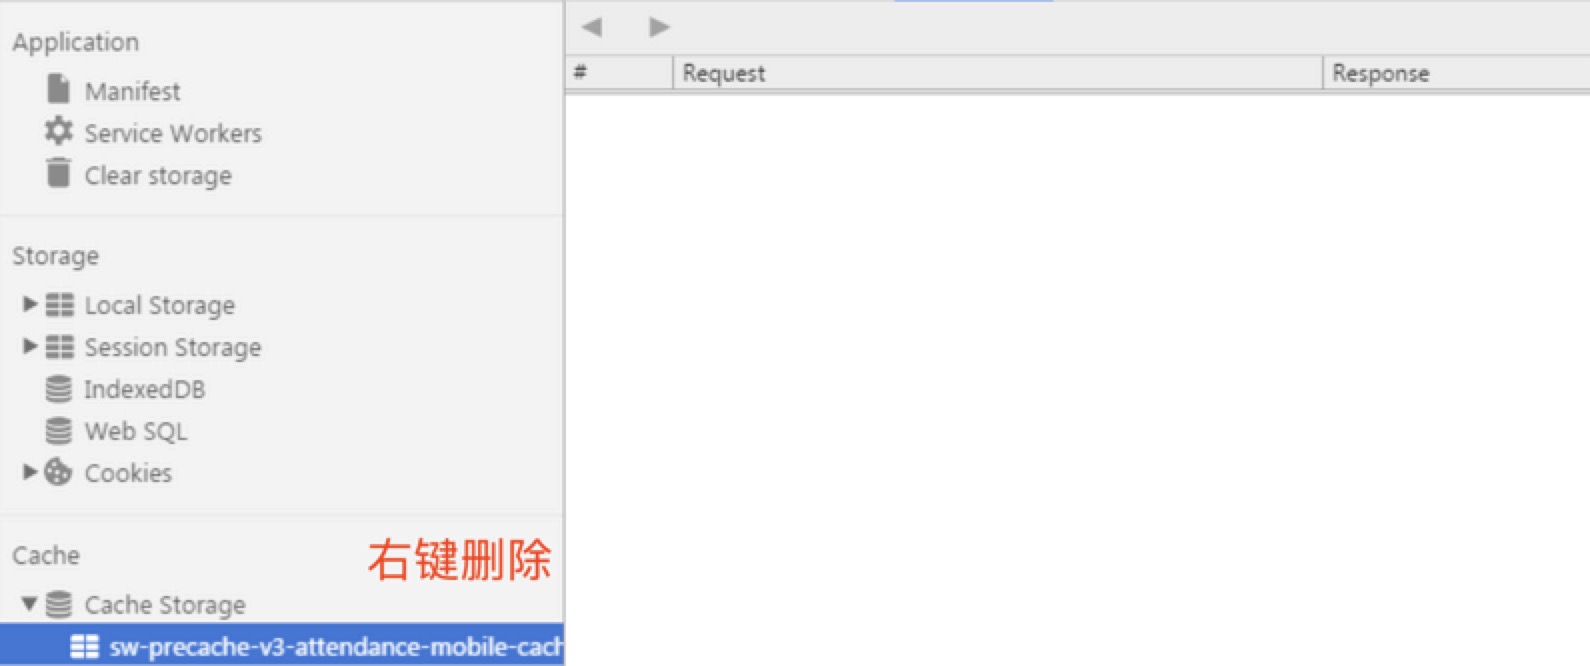 Application
Manifest
Service Workers
Clear storage
Storage
Local Storage
Session Storage
IndexedDB
Web SQL
Cookies
Cache
右键删除
Cache Storage
sw-precache-v3-attendance-mobile-cach
#
Request
Response